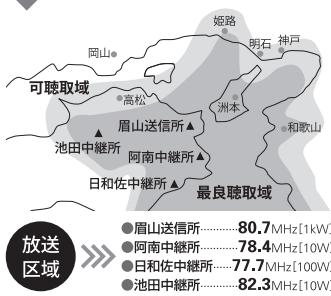 姫路
岡山
明石
神戸
可聴取域
高松
洲本
眉山送信所
和歌山
池田中継所
阿南中継所
日和佐中継所
最良聴取域
放送
区域
●眉山送信所…………80.7MHz[1kW]
●阿南中継所…………78.4MHz[10W]
●日和佐中継所……77.7MHz[100W]
●池田中継所…………82.3MHz[10W]